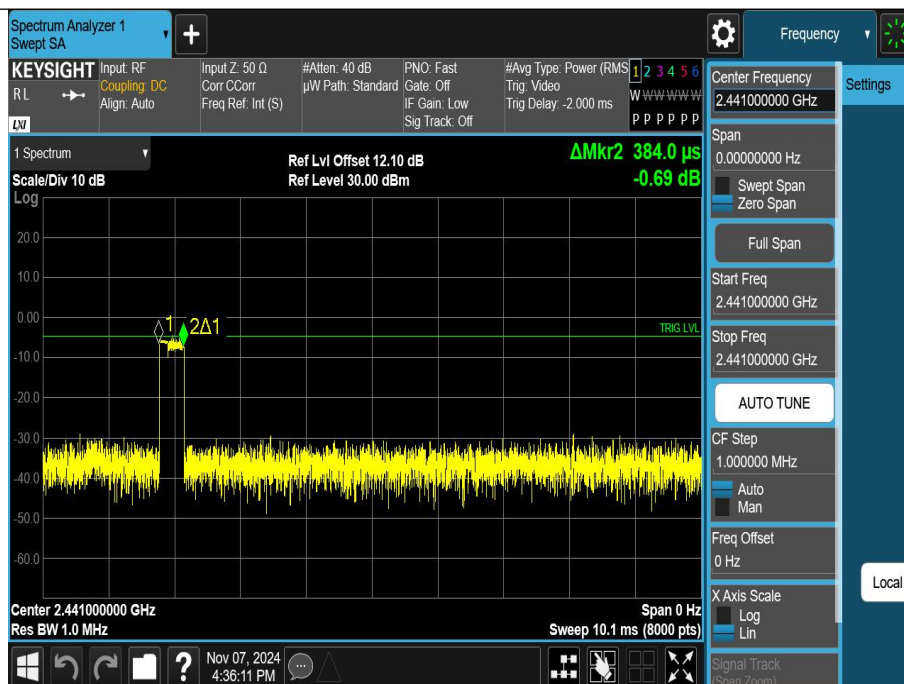 Spectrum Analyzer 1
Swept SA
Frequency
KEYSIGHT
R L
LXI
Input: RF
Coupling: DC
Align: Auto
Input Z: 50 Ω
Corr CCorr
Freq Ref: Int (S)
#Atten: 40 dB
µW Path: Standard
PNO: Fast
Gate: Off
IF Gain: Low
Sig Track: Off
#Avg Type: Power (RMS
Trig: Video
Trig Delay: -2.000 ms
1 2 3 4 5 6
W W W W W W
P P P P P P
1 Spectrum
Scale/Div 10 dB
Log
Ref Lvl Offset 12.10 dB
Ref Level 30.00 dBm
ΔMkr2 384.0 µs
-0.69 dB
20.0
10.0
0.00
-10.0
-20.0
-30.0
-40.0
-50.0
-60.0
1
2Δ1
TRIG LVL
Center 2.441000000 GHz
Res BW 1.0 MHz
Span 0 Hz
Sweep 10.1 ms (8000 pts)
Nov 07, 2024
4:36:11 PM
Center Frequency
2.441000000 GHz
Span
0.00000000 Hz
Swept Span
Zero Span
Full Span
Start Freq
2.441000000 GHz
Stop Freq
2.441000000 GHz
AUTO TUNE
CF Step
1.000000 MHz
Auto
Man
Freq Offset
0 Hz
X Axis Scale
Log
Lin
Signal Track
(Span Zoom)
Settings
Local